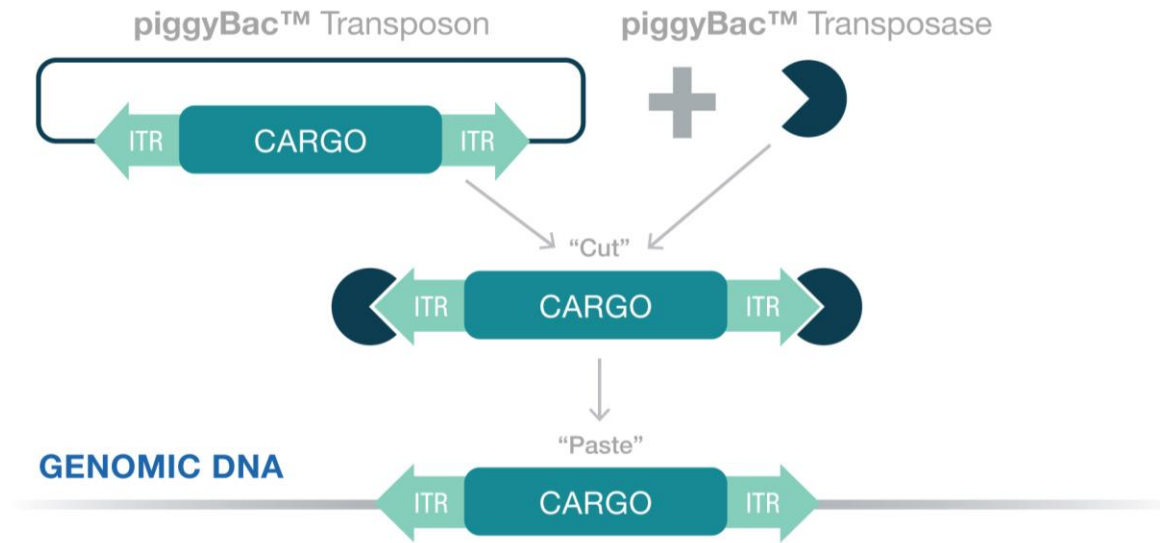 piggyBac™ Transposon
piggyBac™ Transposase
ITR
CARGO
ITR
“Cut”
ITR
CARGO
ITR
“Paste”
GENOMIC DNA
ITR
CARGO
ITR